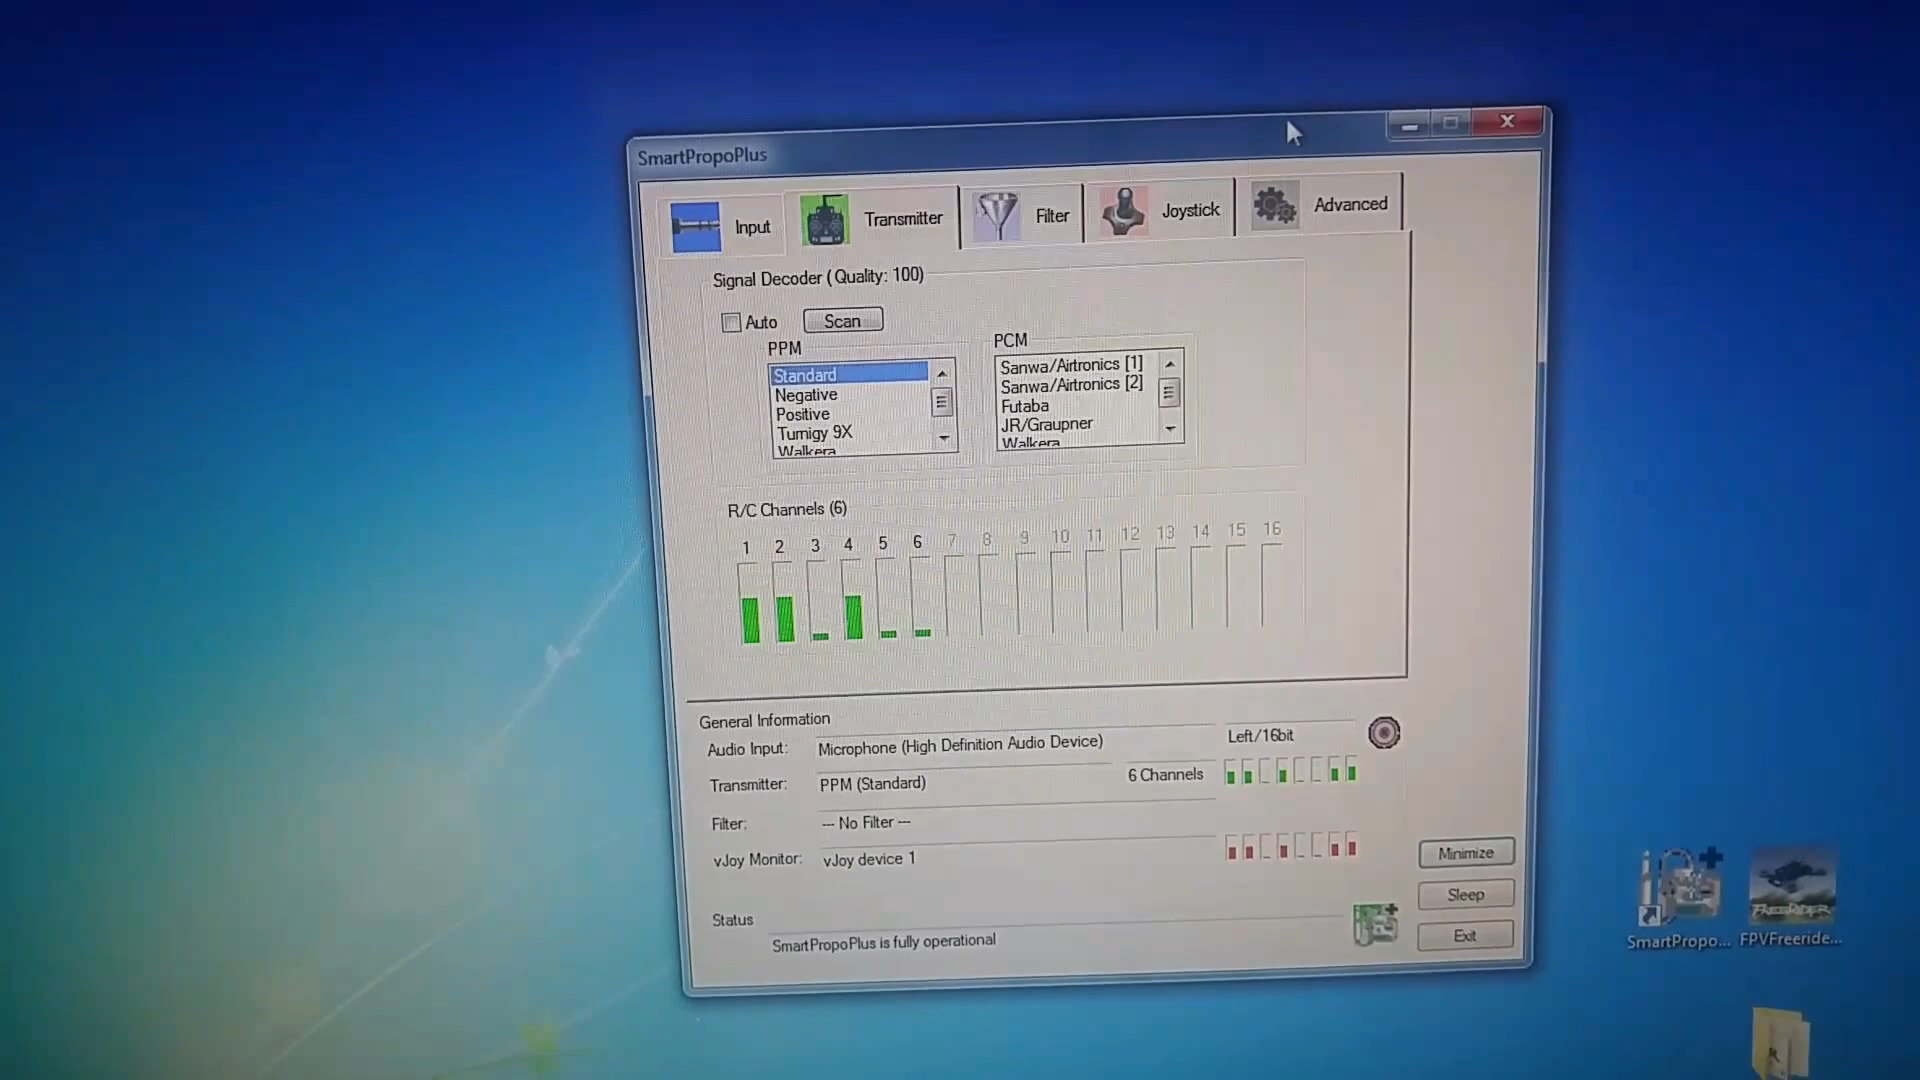 SmartPropoPlus
Input
Transmitter
Filter
Joystick
Advanced
Signal Decoder (Quality: 100)
Auto
Scan
PPM
Standard
Negative
Positive
Turnigy 9X
Walkera
PCM
Sanwa/Airtronics [1]
Sanwa/Airtronics [2]
Futaba
JR/Graupner
Walkera
R/C Channels (6)
1 2 3 4 5 6 7 8 9 10 11 12 13 14 15 16
General Information
Audio Input: Microphone (High Definition Audio Device) Left/16bit
Transmitter: PPM (Standard) 6 Channels
Filter: --- No Filter ---
vJoy Monitor: vJoy device 1
Minimize
Sleep
Exit
Status
SmartPropoPlus is fully operational
SmartPropo...
FREERIDER
FPVFreeride...